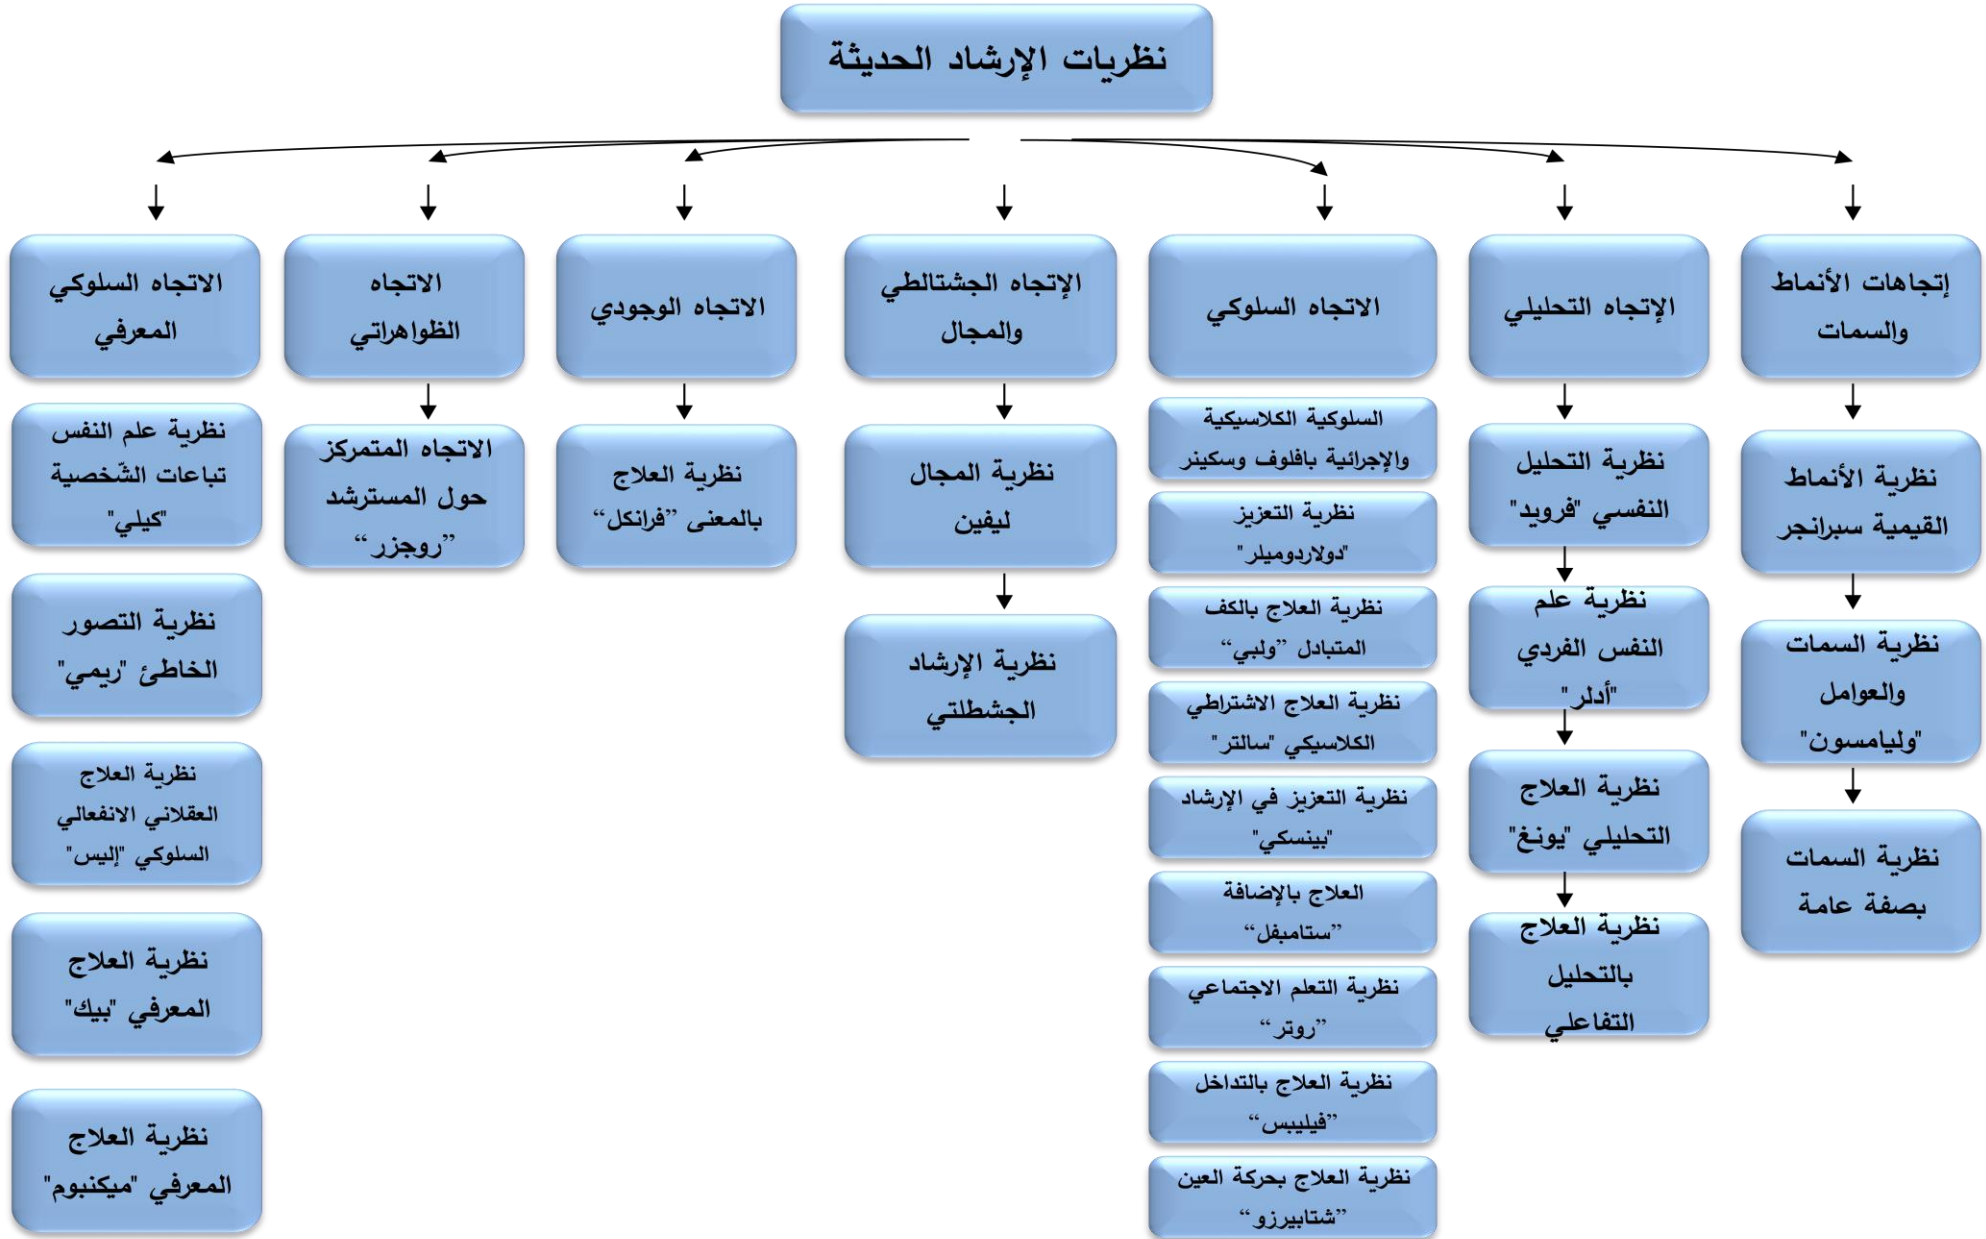 نظريات الإرشاد الحديثة
إتجاهات الأنماط
والسمات
نظرية الأنماط
القيمية سبرانجر
نظرية السمات
والعوامل
"وليامسون"
نظرية السمات
بصفة عامة
الإتجاه التحليلي
نظرية التحليل
النفسي "فرويد"
نظرية علم
النفس الفردي
"أدلر"
نظرية العلاج
التحليلي "يونغ"
نظرية العلاج
بالتحليل
التفاعلي
الاتجاه السلوكي
السلوكية الكلاسيكية
والإجرائية بافلوف وسكينر
نظرية التعزيز
"دولاردوميلر"
نظرية العلاج بالكف
المتبادل ”ولبي“
نظرية العلاج الاشتراطي
الكلاسيكي "سالتر"
نظرية التعزيز في الإرشاد
"بينسكي"
العلاج بالإضافة
”ستامبفل“
نظرية التعلم الاجتماعي
”روتر“
نظرية العلاج بالتداخل
”فيليبس“
نظرية العلاج بحركة العين
”شتابيرزو“
الإتجاه الجشتالطي
والمجال
نظرية المجال
ليفين
نظرية الإرشاد
الجشطلتي
الاتجاه الوجودي
نظرية العلاج
بالمعنى ”فرانكل“
الاتجاه
الظواهراتي
الاتجاه المتمركز
حول المسترشد
”روجزر“
الاتجاه السلوكي
المعرفي
نظرية علم النفس
تباعات الشّخصية
"كيلي"
نظرية التصور
الخاطئ "ريمي"
نظرية العلاج
العقلاني الانفعالي
السلوكي "إليس"
نظرية العلاج
المعرفي "بيك"
نظرية العلاج
المعرفي "ميكنبوم"